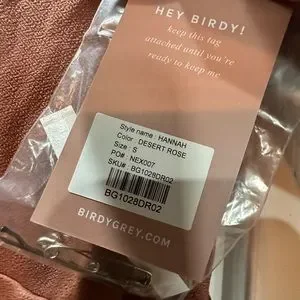 HEY BIRDY!
keep this tag
attached until you're
ready to keep me
Style name : HANNAH
Color : DESERT ROSE
Size : S
PO# : NEX007
SKU# : BG1028DR02
BG1028DR02
BIRDYGREY.COM